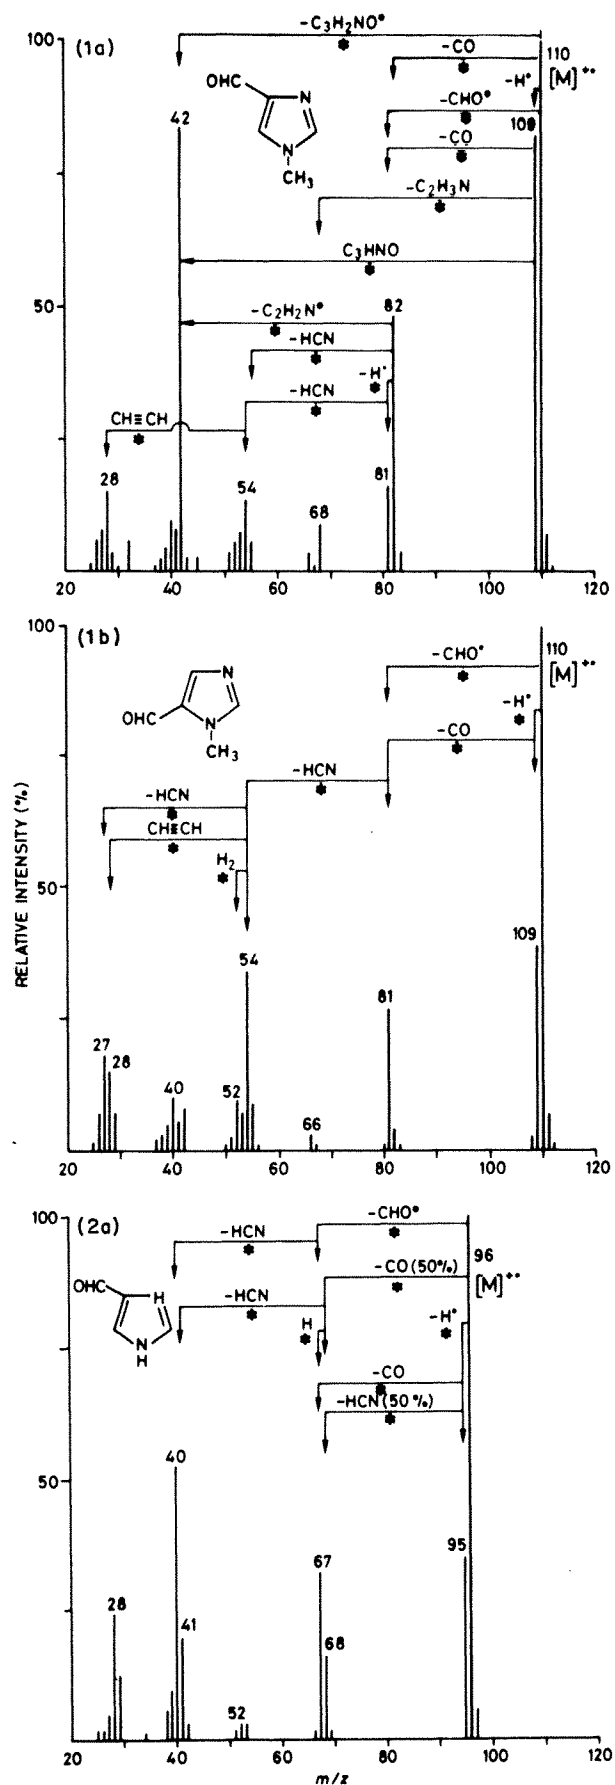 100
(1a)
-C₃H₂NO•
*
-CO
*
110
[M]⁺•
-H•
-CHO•
*
109
-CO
*
OHC
N
N
CH₃
42
-C₂H₃N
*
C₃HNO
*
50
-C₂H₂N•
*
82
-HCN
*
-H•
*
-HCN
*
CH≡CH
*
28
54
68
81
20 40 60 80 100 120
RELATIVE INTENSITY (%)
100
(1b)
-CHO•
*
110
[M]⁺•
-H•
*
-CO
*
OHC
N
N
CH₃
-HCN
*
-HCN
*
CH≡CH
*
H₂
*
50
54
109
81
27
28
40
52
66
20 40 60 80 100 120
100
(2a)
-CHO•
*
-HCN
*
96
[M]⁺•
-CO (50%)
*
-HCN
*
H
*
-H•
*
-CO
*
-HCN (50%)
*
OHC
N
H
50
40
67
95
28
41
68
52
20 40 60 80 100 120
m/z